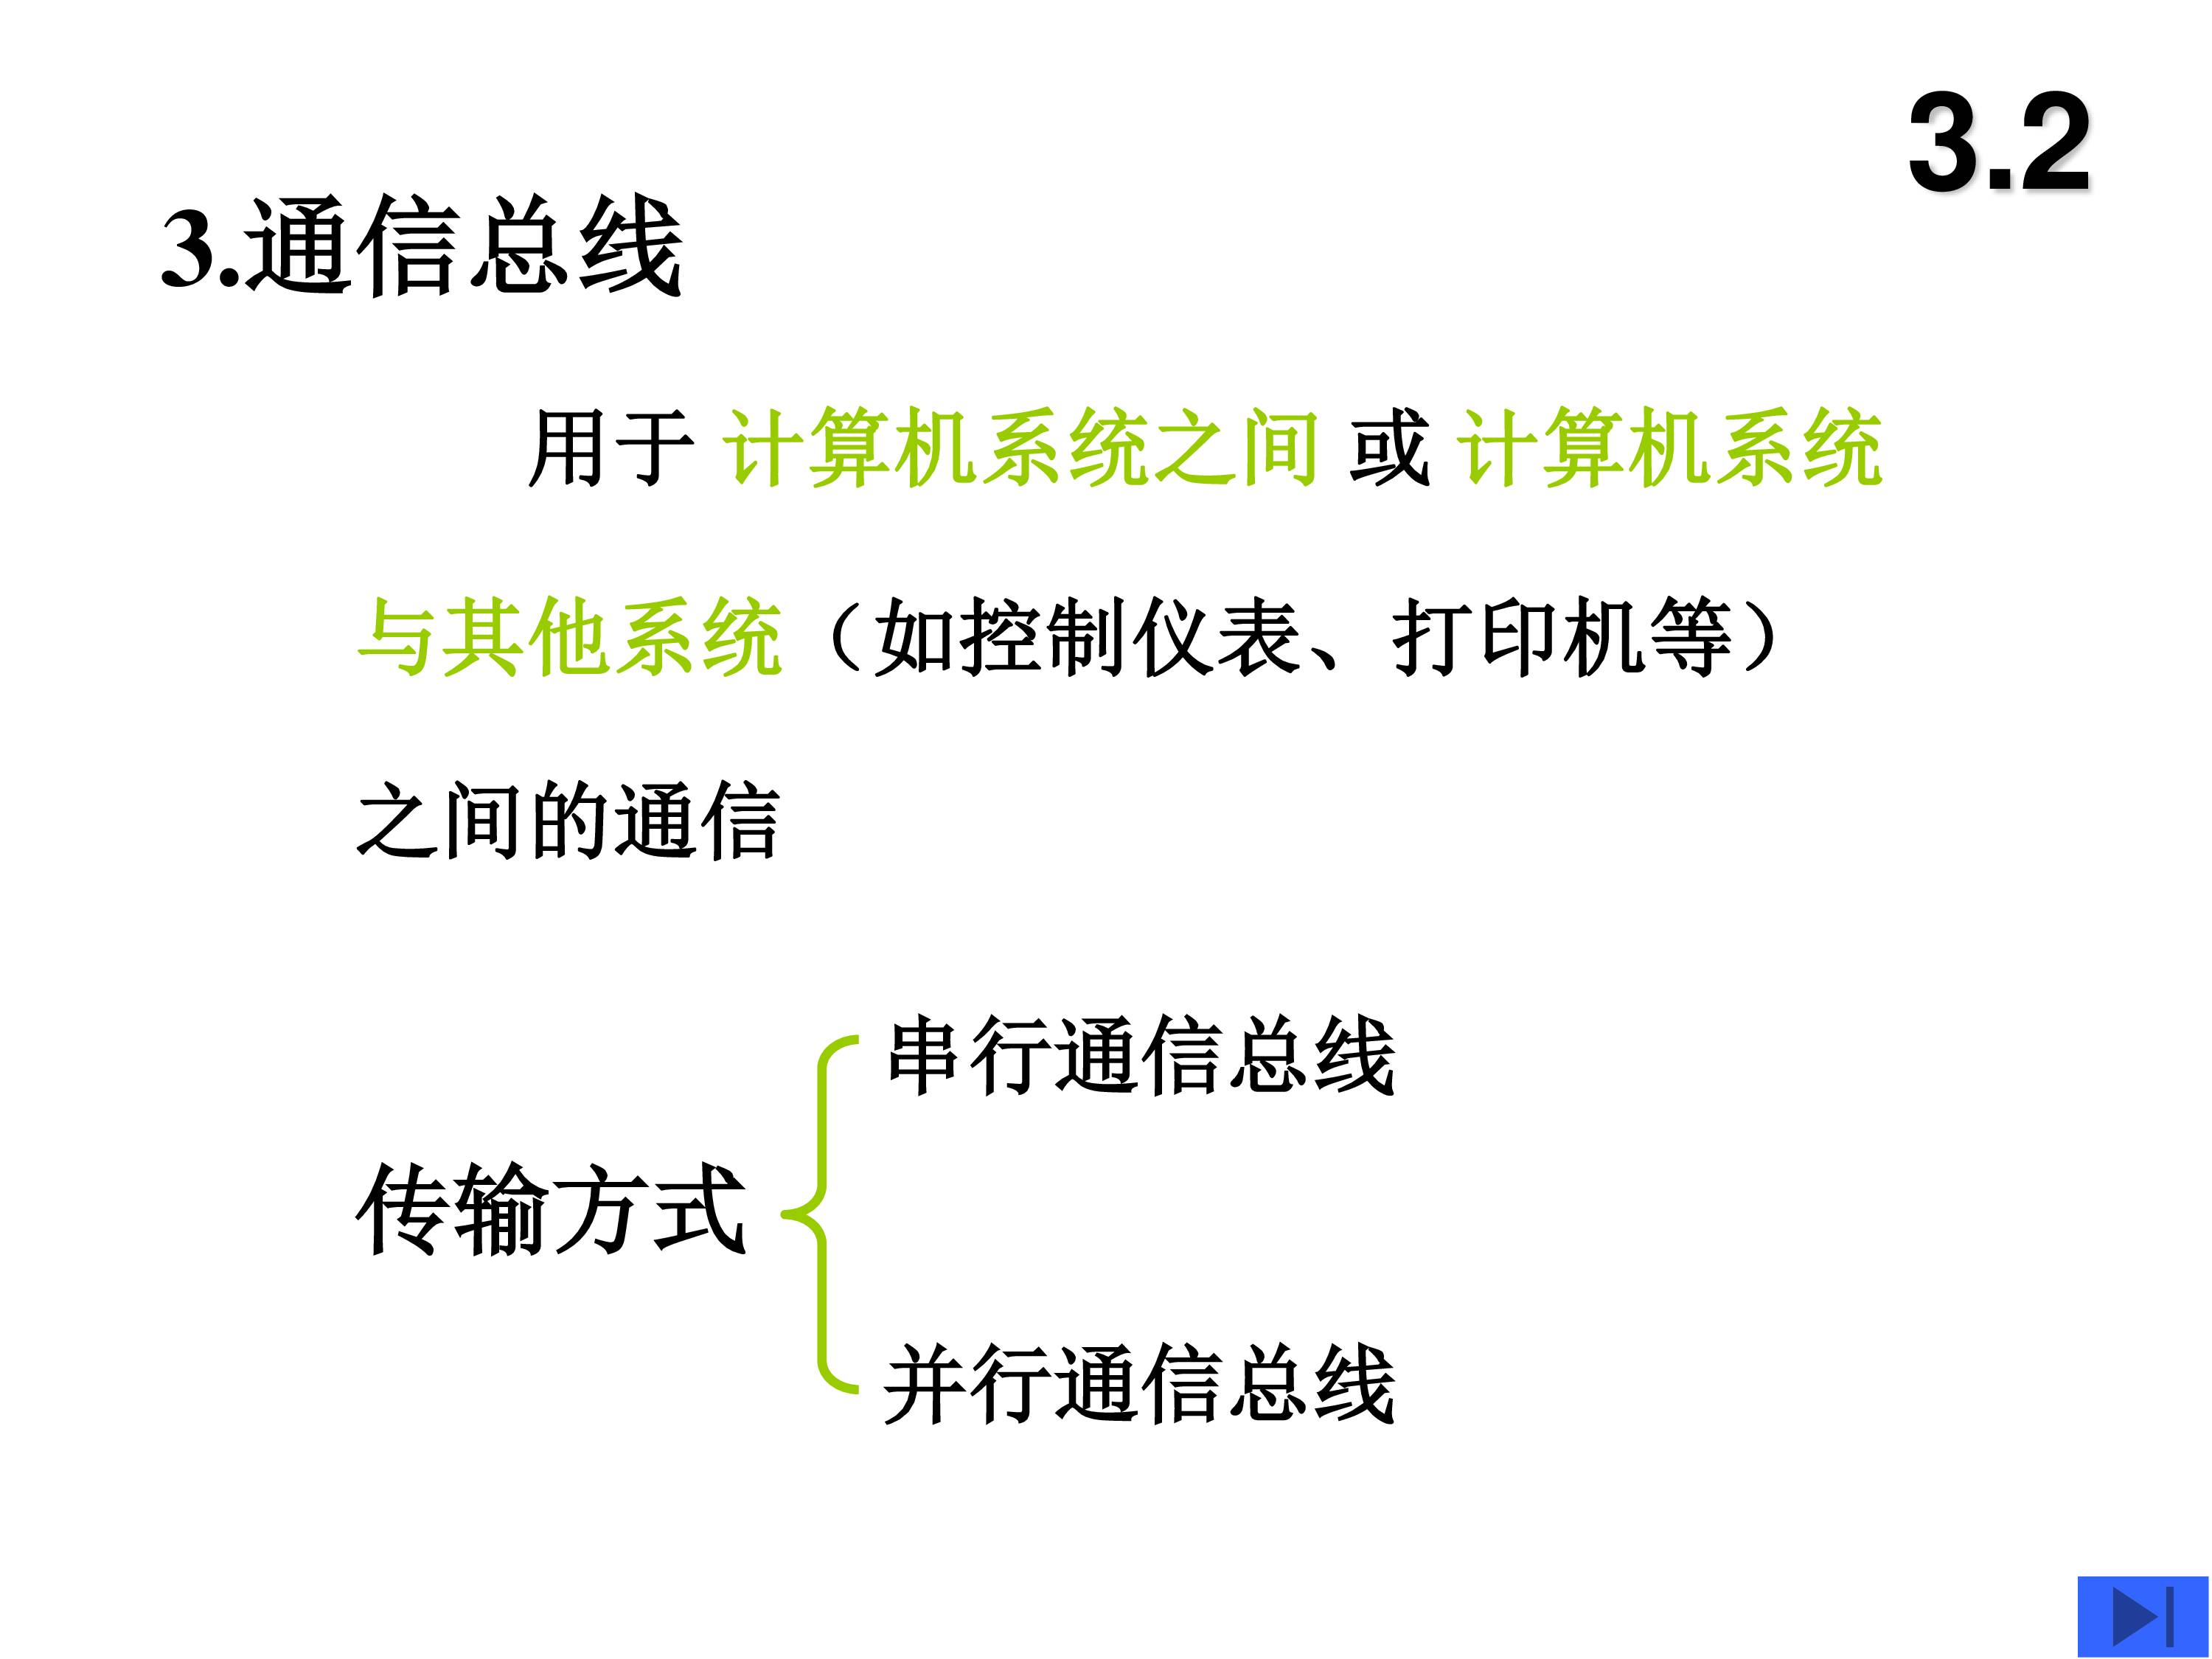 3.2
3.通信总线
用于 计算机系统之间 或 计算机系统
与其他系统（如控制仪表、打印机等）
之间的通信
串行通信总线
传输方式
并行通信总线